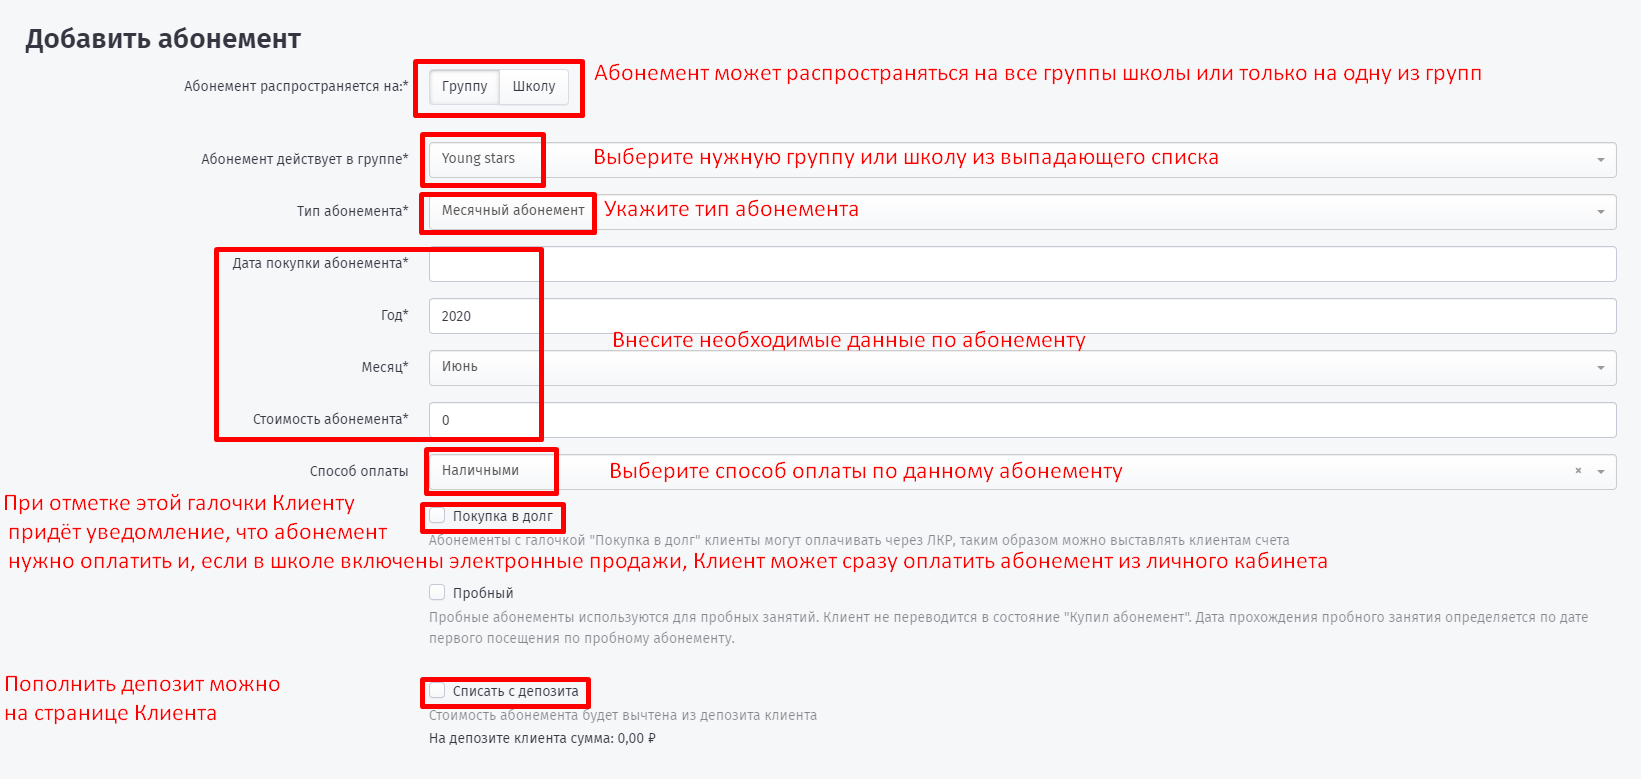 Добавить абонемент
Абонемент распространяется на:*
Группу
Школу
Абонемент может распространяться на все группы школы или только на одну из групп
Абонемент действует в группе*
Young stars
Выберите нужную группу или школу из выпадающего списка
Тип абонемента*
Месячный абонемент
Укажите тип абонемента
Дата покупки абонемента*
Год*
2020
Внесите необходимые данные по абонементу
Месяц*
Июнь
Стоимость абонемента*
0
Способ оплаты
Наличными
Выберите способ оплаты по данному абонементу
×
При отметке этой галочки Клиенту
придёт уведомление, что абонемент
нужно оплатить и, если в школе включены электронные продажи, Клиент может сразу оплатить абонемент из личного кабинета
Покупка в долг
Абонементы с галочкой "Покупка в долг" клиенты могут оплачивать через ЛКР, таким образом можно выставлять клиентам счета
Пробный
Пробные абонементы используются для пробных занятий. Клиент не переводится в состояние "Купил абонемент". Дата прохождения пробного занятия определяется по дате
первого посещения по пробному абонементу.
Пополнить депозит можно
на странице Клиента
Списать с депозита
Стоимость абонемента будет вычтена из депозита клиента
На депозите клиента сумма: 0,00 ₽